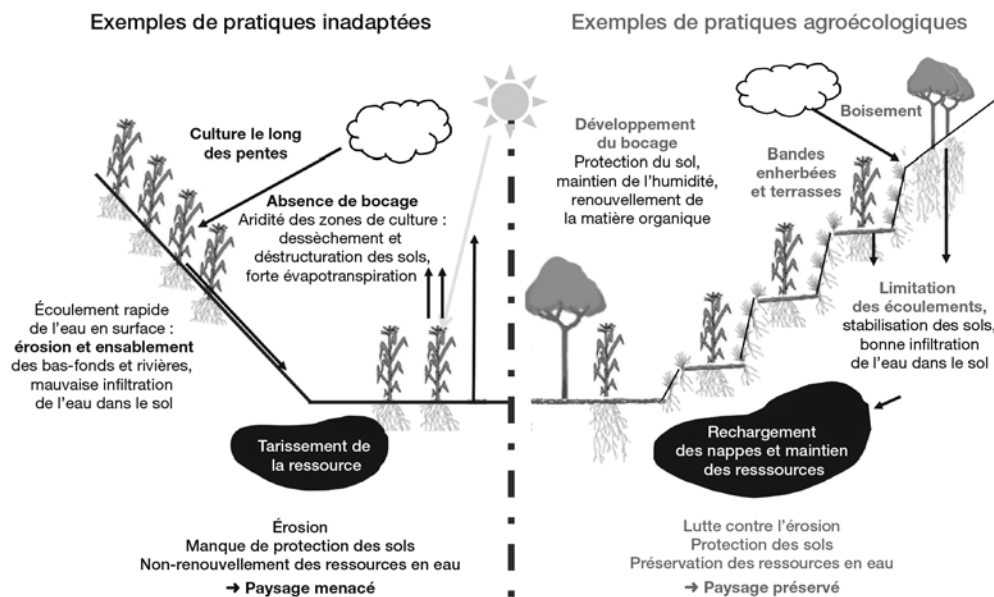 Exemples de pratiques inadaptées
Culture le long
des pentes
Absence de bocage
Aridité des zones de culture :
dessèchement et
déstructuration des sols,
forte évapotranspiration
Écoulement rapide
de l'eau en surface :
érosion et ensablement
des bas-fonds et rivières,
mauvaise infiltration
de l'eau dans le sol
Tarissement de
la ressource
Érosion
Manque de protection des sols
Non-renouvellement des ressources en eau
➔ Paysage menacé
Exemples de pratiques agroécologiques
Boisement
Développement
du bocage
Protection du sol,
maintien de l'humidité,
renouvellement de
la matière organique
Bandes
enherbées
et terrasses
Limitation
des écoulements,
stabilisation des sols,
bonne infiltration
de l'eau dans le sol
Rechargement
des nappes et maintien
des resssources
Lutte contre l'érosion
Protection des sols
Préservation des ressources en eau
➔ Paysage préservé